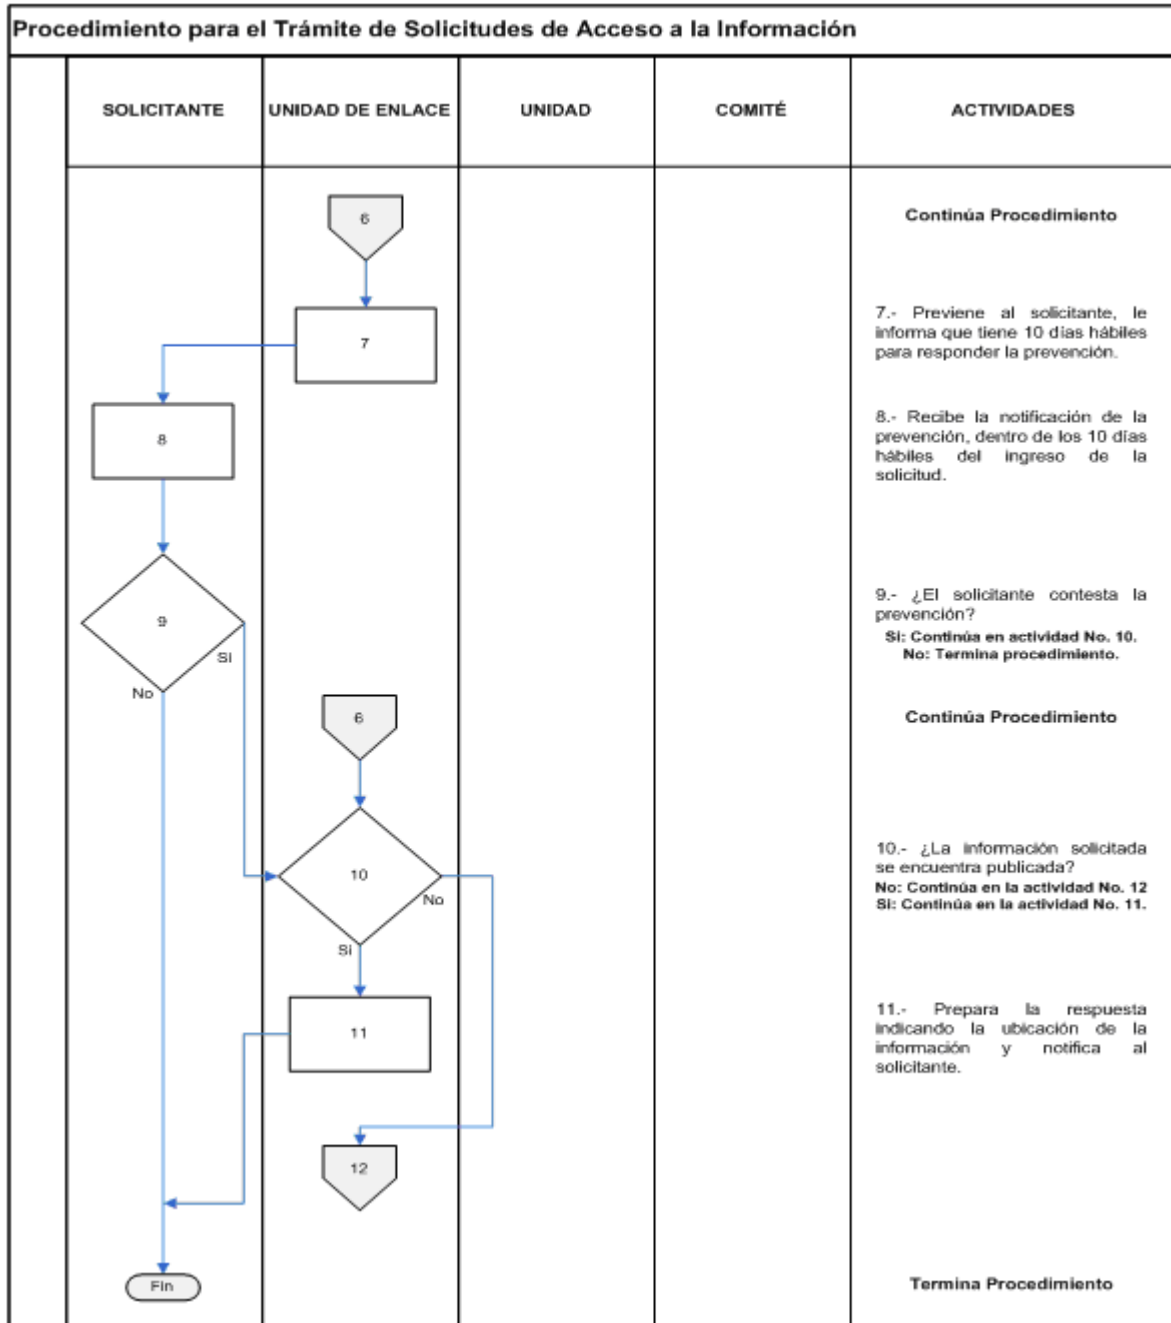 Procedimiento para el Trámite de Solicitudes de Acceso a la Información
SOLICITANTE
UNIDAD DE ENLACE
UNIDAD
COMITÉ
ACTIVIDADES
6
Continúa Procedimiento
7
7.- Previene al solicitante, le
informa que tiene 10 días hábiles
para responder la prevención.
8
8.- Recibe la notificación de la
prevención, dentro de los 10 días
hábiles del ingreso de la
solicitud.
9
Si
No
9.- ¿El solicitante contesta la
prevención?
Si: Continúa en actividad No. 10.
No: Termina procedimiento.
6
Continúa Procedimiento
10
No
Si
10.- ¿La información solicitada
se encuentra publicada?
No: Continúa en la actividad No. 12
Si: Continúa en la actividad No. 11.
11
11.- Prepara la respuesta
indicando la ubicación de la
información y notifica al
solicitante.
12
Fin
Termina Procedimiento